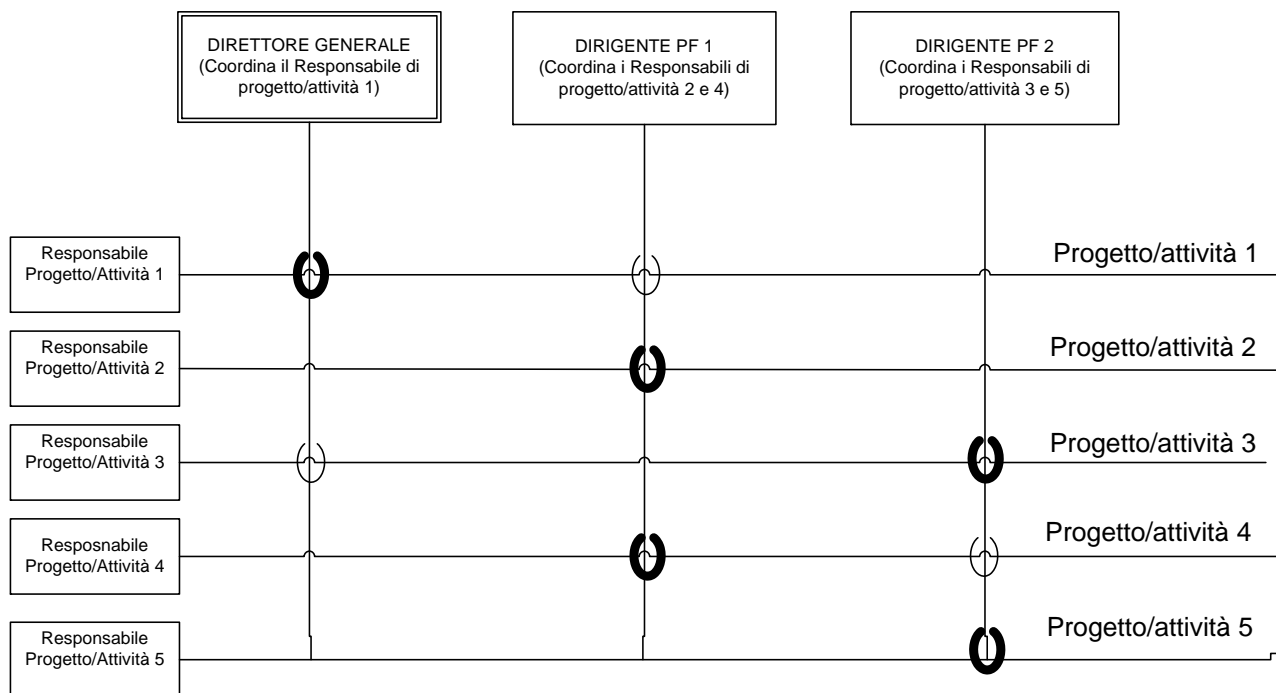 DIRETTORE GENERALE
(Coordina il Responsabile di
progetto/attività 1)
DIRIGENTE PF 1
(Coordina i Responsabili di
progetto/attività 2 e 4)
DIRIGENTE PF 2
(Coordina i Responsabili di
progetto/attività 3 e 5)
Responsabile
Progetto/Attività 1
Progetto/attività 1
Responsabile
Progetto/Attività 2
Progetto/attività 2
Responsabile
Progetto/Attività 3
Progetto/attività 3
Resposnabile
Progetto/Attività 4
Progetto/attività 4
Responsabile
Progetto/Attività 5
Progetto/attività 5